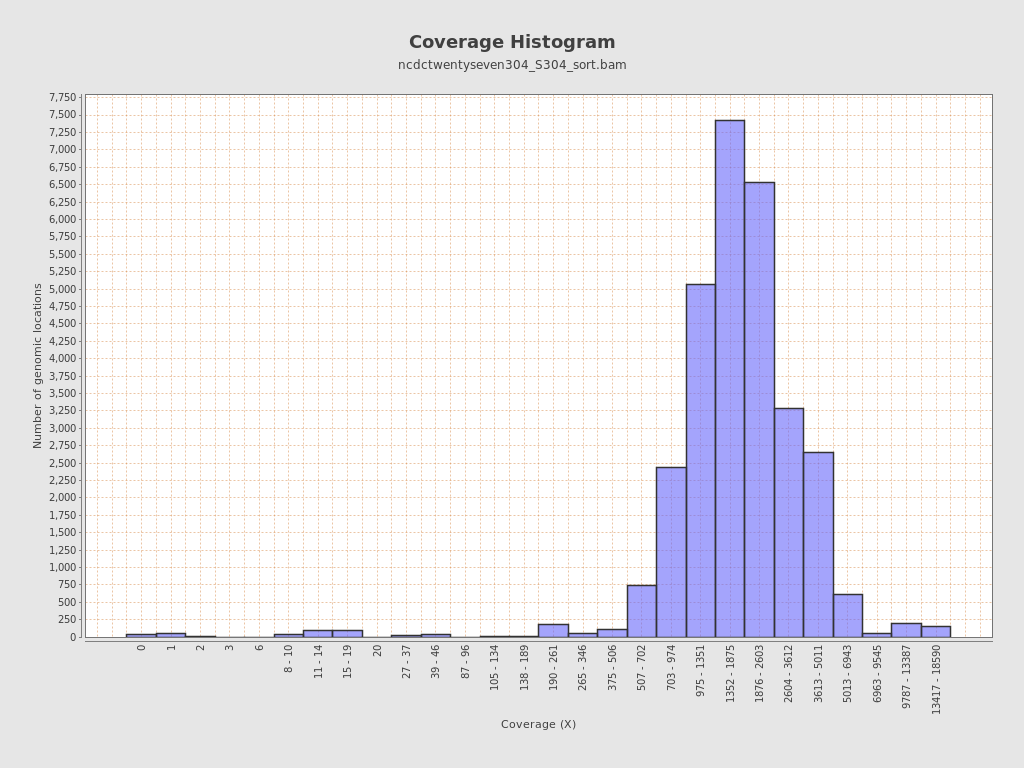 Coverage Histogram
ncdctwentyseven304_S304_sort.bam
7,750
7,500
7,250
7,000
6,750
6,500
6,250
6,000
5,750
5,500
5,250
5,000
4,750
4,500
4,250
4,000
3,750
3,500
3,250
3,000
2,750
2,500
2,250
2,000
1,750
1,500
1,250
1,000
750
500
250
0
Number of genomic locations
0
1
2
3
6
8 - 10
11 - 14
15 - 19
20
27 - 37
39 - 46
87 - 96
105 - 134
138 - 189
190 - 261
265 - 346
375 - 506
507 - 702
703 - 974
975 - 1351
1352 - 1875
1876 - 2603
2604 - 3612
3613 - 5011
5013 - 6943
6963 - 9545
9787 - 13387
13417 - 18590
Coverage (X)